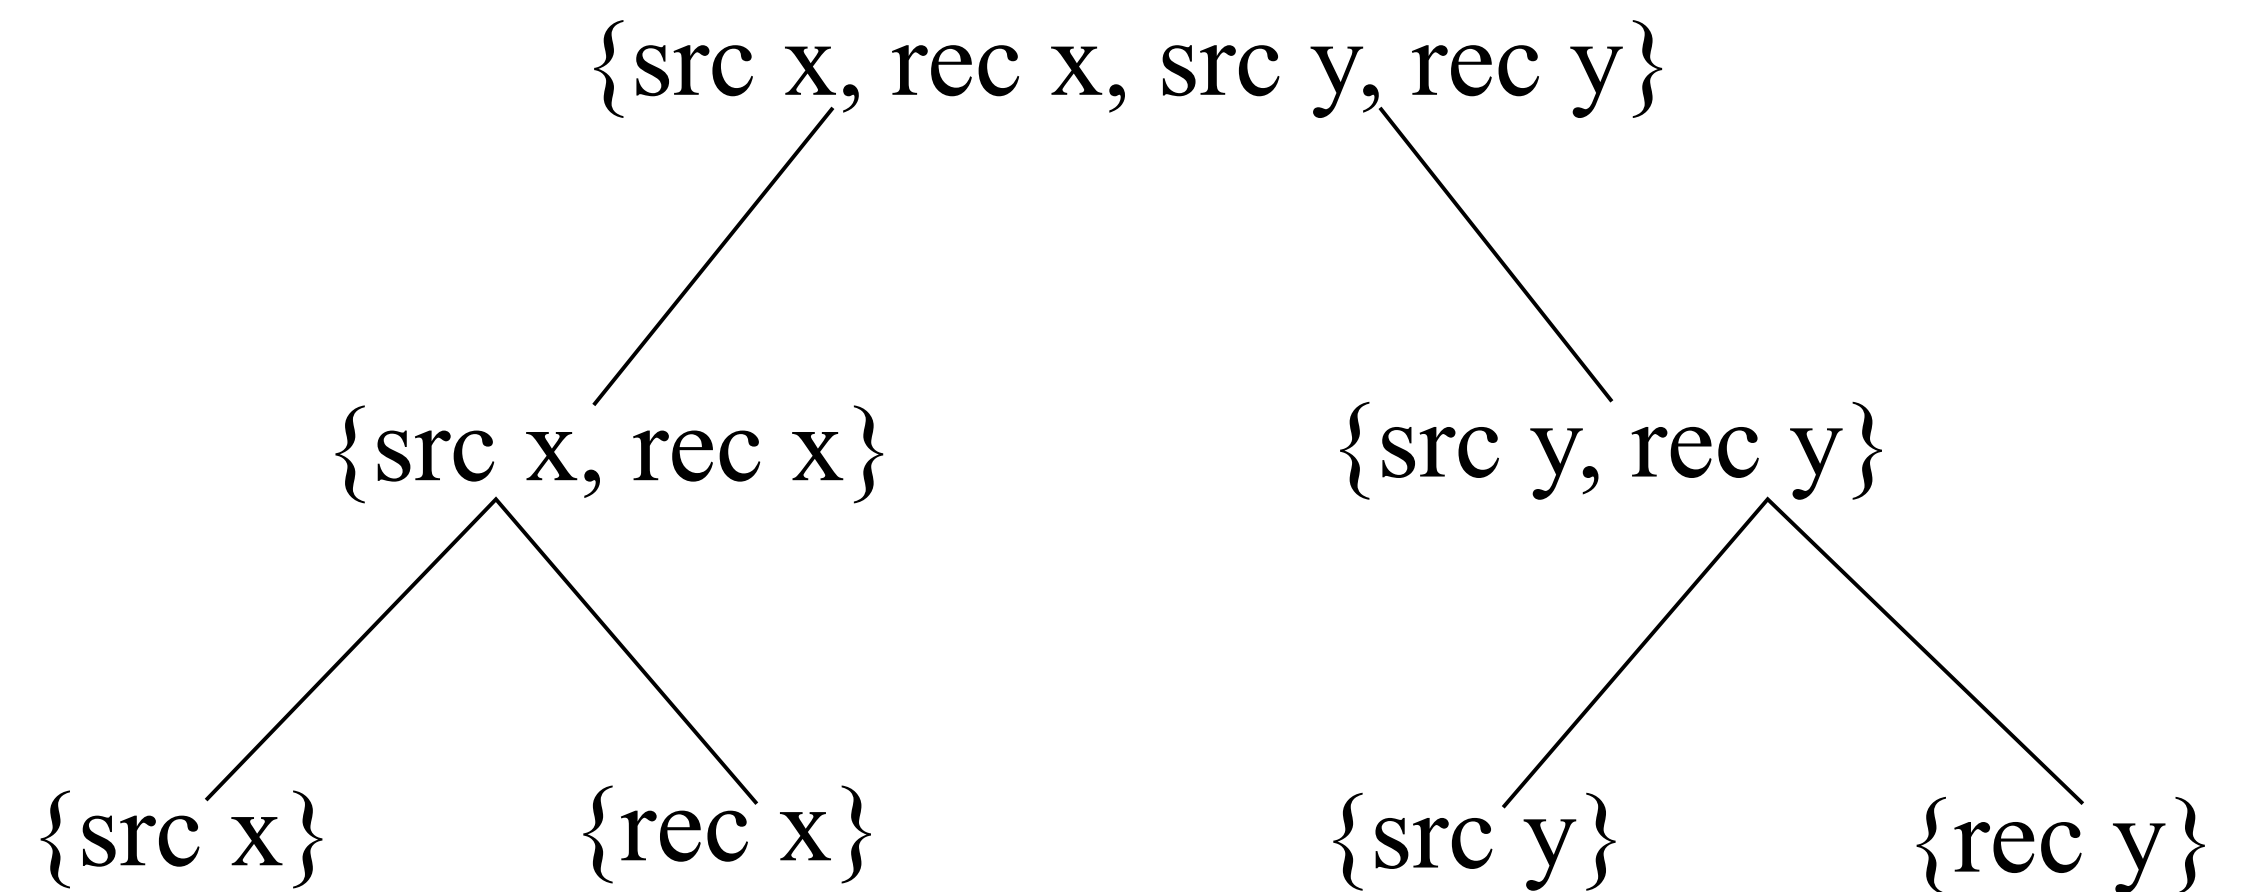 {src x, rec x, src y, rec y}
{src x, rec x} {src y, rec y}
{src x} {rec x} {src y} {rec y}